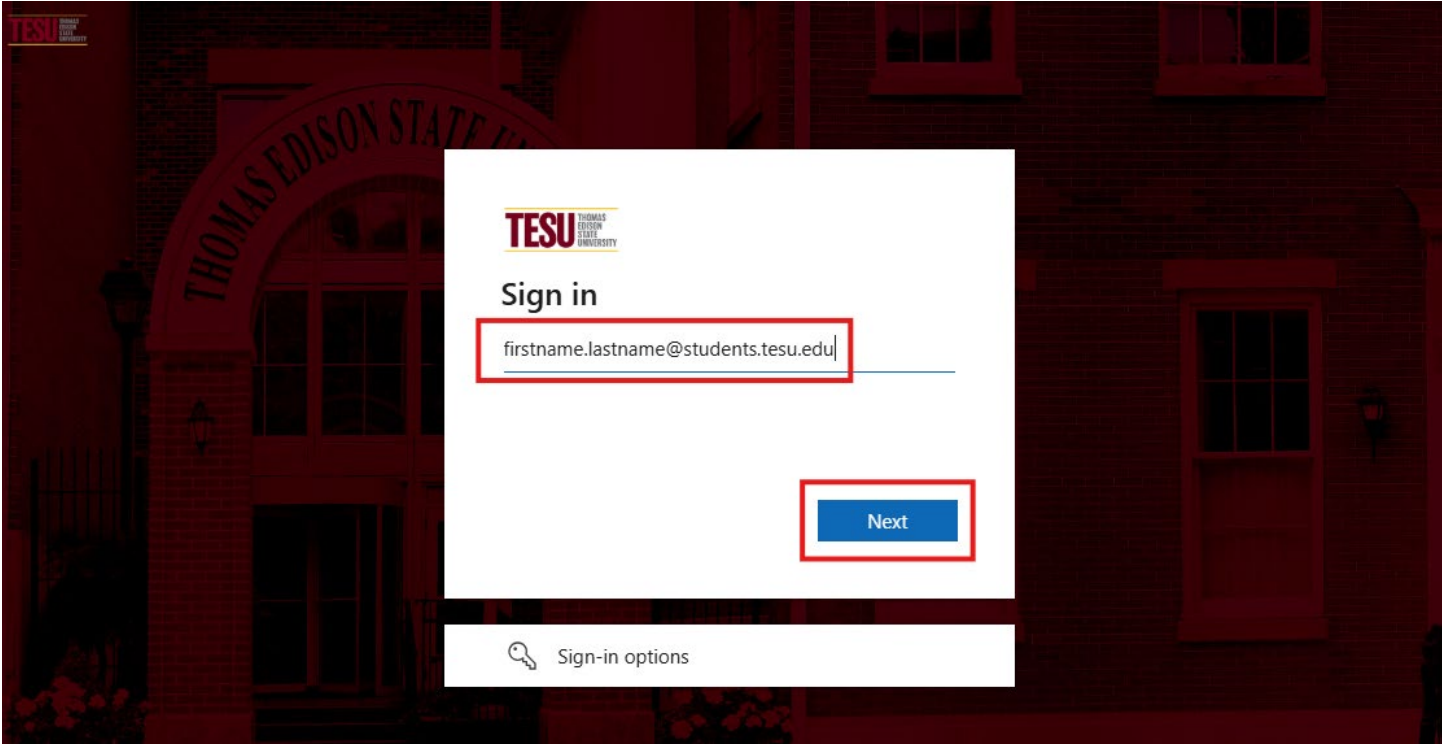 TESU THOMAS
EDISON
STATE
UNIVERSITY
THOMAS EDISON STATE
TESU THOMAS
EDISON
STATE
UNIVERSITY
Sign in
firstname.lastname@students.tesu.edu
Next
Sign-in options